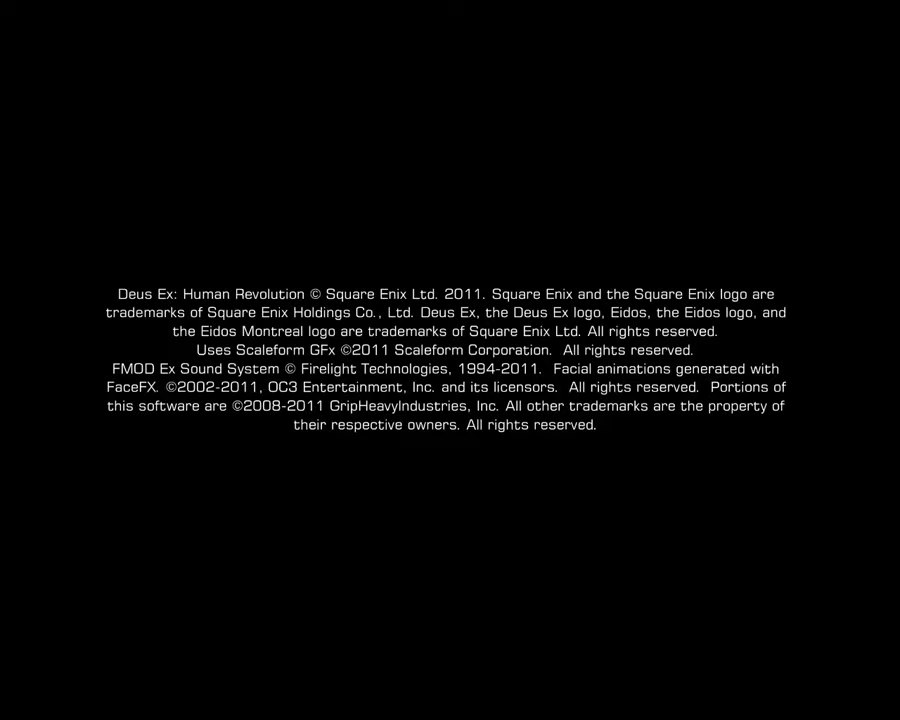 Deus Ex: Human Revolution © Square Enix Ltd. 2011. Square Enix and the Square Enix logo are
trademarks of Square Enix Holdings Co., Ltd. Deus Ex, the Deus Ex logo, Eidos, the Eidos logo, and
the Eidos Montreal logo are trademarks of Square Enix Ltd. All rights reserved.
Uses Scaleform GFx ©2011 Scaleform Corporation.  All rights reserved.
FMOD Ex Sound System © Firelight Technologies, 1994-2011.  Facial animations generated with
FaceFX. ©2002-2011, OC3 Entertainment, Inc. and its licensors.  All rights reserved.  Portions of
this software are ©2008-2011 GripHeavyIndustries, Inc. All other trademarks are the property of
their respective owners. All rights reserved.